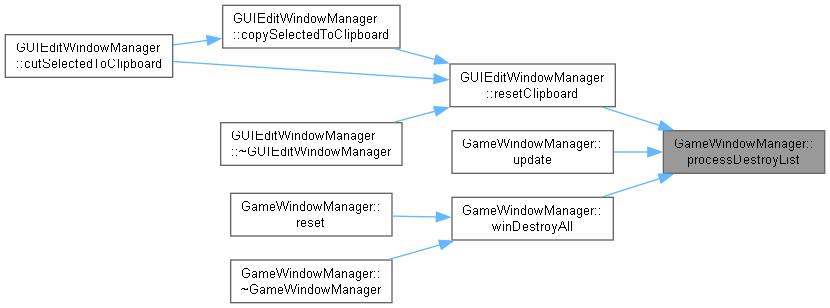 GUIEditWindowManager
::copySelectedToClipboard
GUIEditWindowManager
::cutSelectedToClipboard
GUIEditWindowManager
::resetClipboard
GUIEditWindowManager
::~GUIEditWindowManager
GameWindowManager::
update
GameWindowManager::
processDestroyList
GameWindowManager::
reset
GameWindowManager::
winDestroyAll
GameWindowManager::
~GameWindowManager